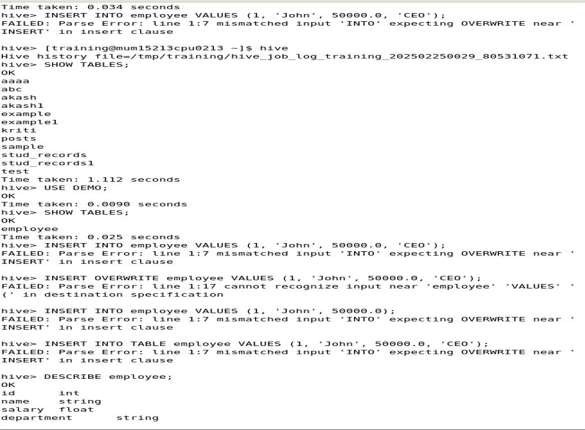 Time taken: 0.034 seconds
hive> INSERT INTO employee VALUES (1, 'John', 50000.0, 'CEO');
FAILED: Parse Error: line 1:7 mismatched input 'INTO' expecting OVERWRITE near '
INSERT' in insert clause
hive> [training@mum15213cpu0213 ~]$ hive
Hive history file=/tmp/training/hive_job_log_training_202502250029_80531071.txt
hive> SHOW TABLES;
OK
aaaa
abc
akash
akash1
example
example1
kriti
posts
sample
stud_records
stud_records1
test
Time taken: 1.112 seconds
hive> USE DEMO;
OK
Time taken: 0.0090 seconds
hive> SHOW TABLES;
OK
employee
Time taken: 0.025 seconds
hive> INSERT INTO employee VALUES (1, 'John', 50000.0, 'CEO');
FAILED: Parse Error: line 1:7 mismatched input 'INTO' expecting OVERWRITE near '
INSERT' in insert clause
hive> INSERT OVERWRITE employee VALUES (1, 'John', 50000.0, 'CEO');
FAILED: Parse Error: line 1:17 cannot recognize input near 'employee' 'VALUES' '
(' in destination specification
hive> INSERT INTO employee VALUES (1, 'John', 50000.0);
FAILED: Parse Error: line 1:7 mismatched input 'INTO' expecting OVERWRITE near '
INSERT' in insert clause
hive> INSERT INTO TABLE employee VALUES (1, 'John', 50000.0, 'CEO');
FAILED: Parse Error: line 1:7 mismatched input 'INTO' expecting OVERWRITE near '
INSERT' in insert clause
hive> DESCRIBE employee;
OK
id int
name string
salary float
department string